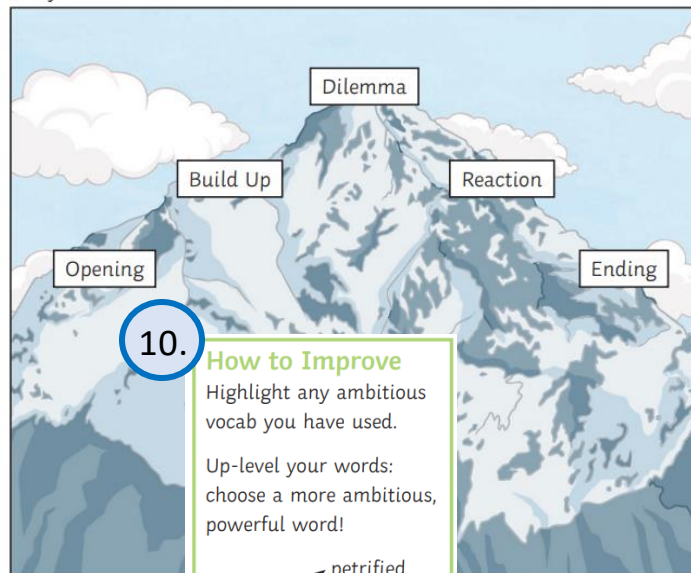 Dilemma
Build Up
Reaction
Opening
Ending
10.
How to Improve
Highlight any ambitious
vocab you have used.
Up-level your words:
choose a more ambitious,
powerful word!
petrified